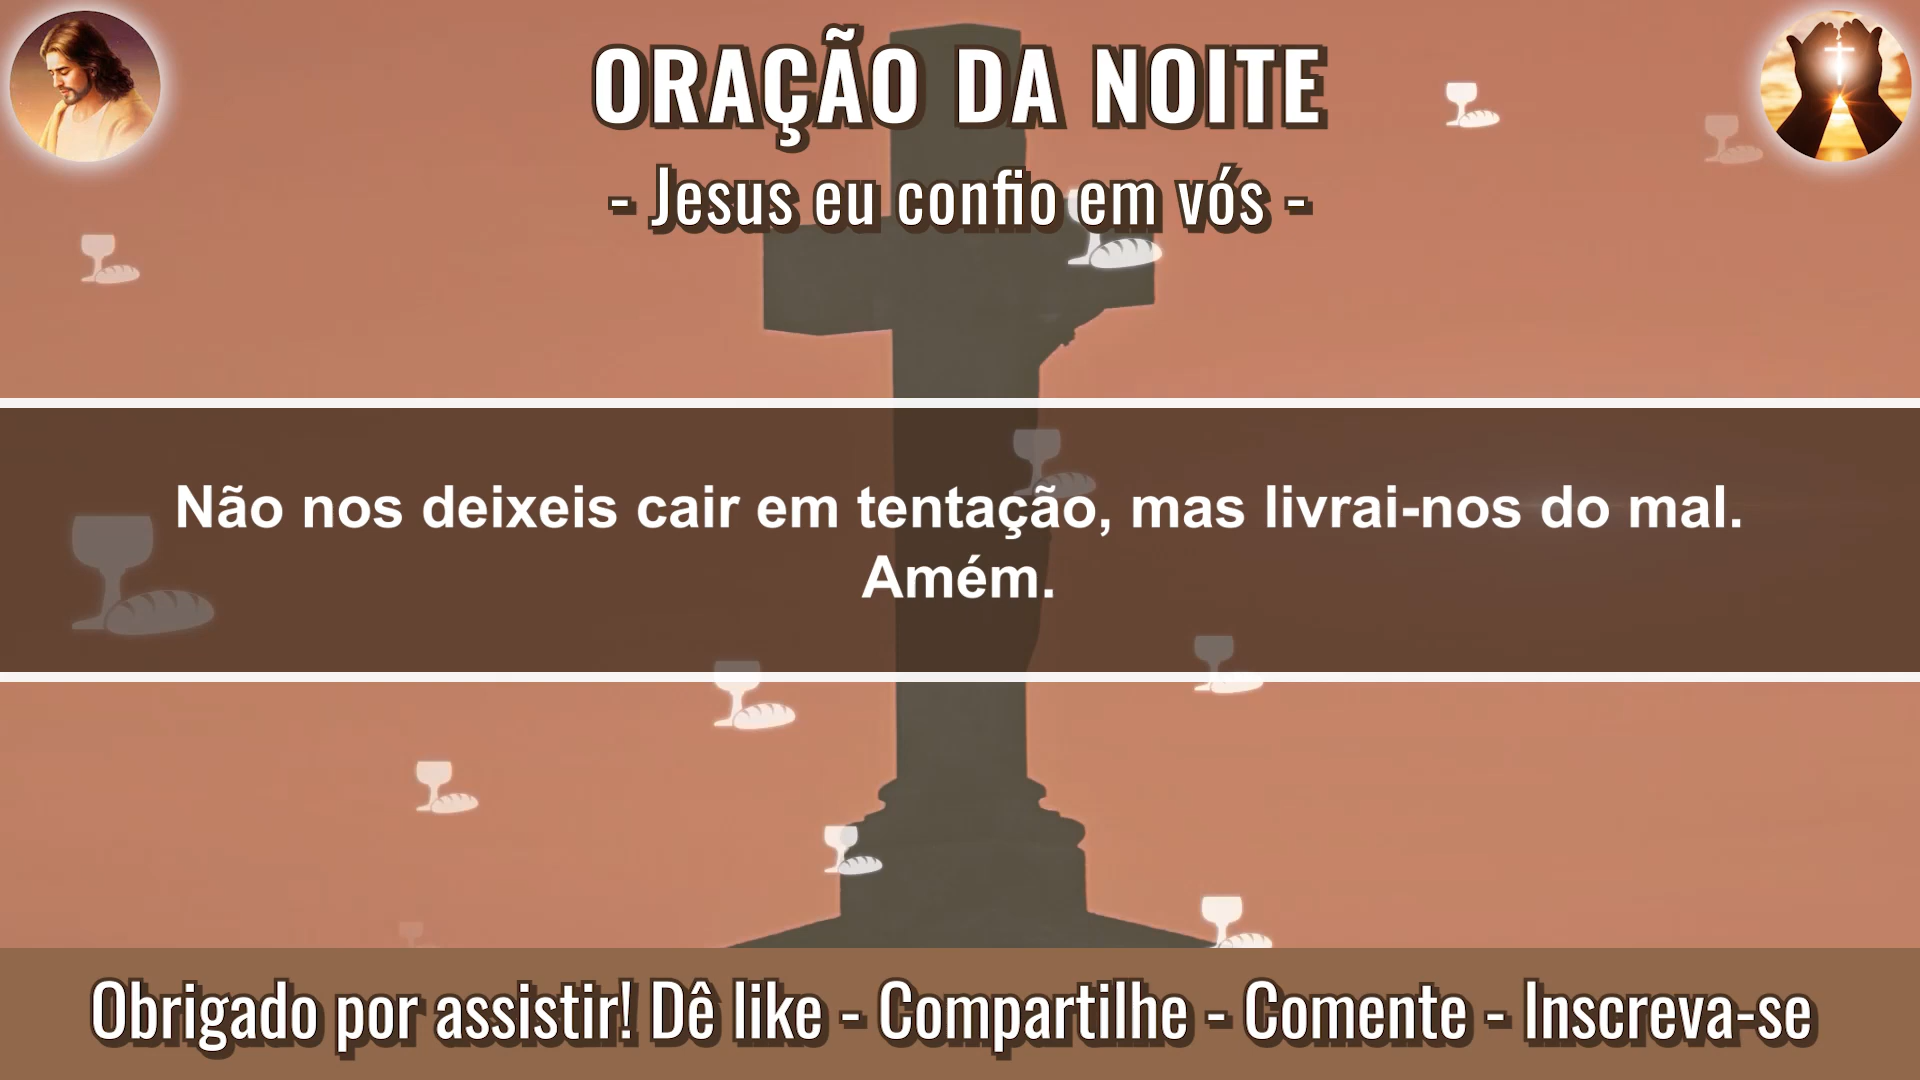 ORAÇÃO DA NOITE
- Jesus eu confio em vós -
Não nos deixeis cair em tentação, mas livrai-nos do mal.
Amém.
Obrigado por assistir! Dê like - Compartilhe - Comente - Inscreva-se